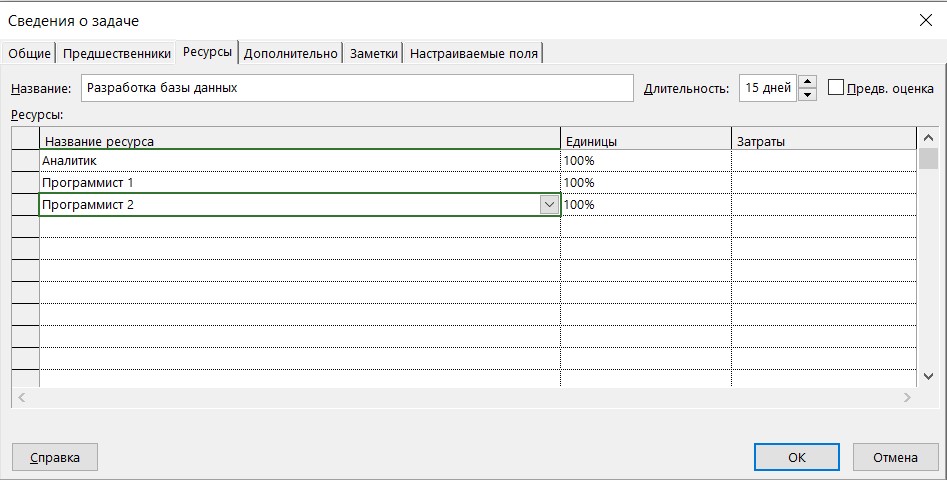 Сведения о задаче
Общие Предшественники Ресурсы Дополнительно Заметки Настраиваемые поля
Название: Разработка базы данных Длительность: 15 дней Предв. оценка
Ресурсы:
Название ресурса Единицы Затраты
Аналитик 100%
Программист 1 100%
Программист 2 100%
Справка ОК Отмена